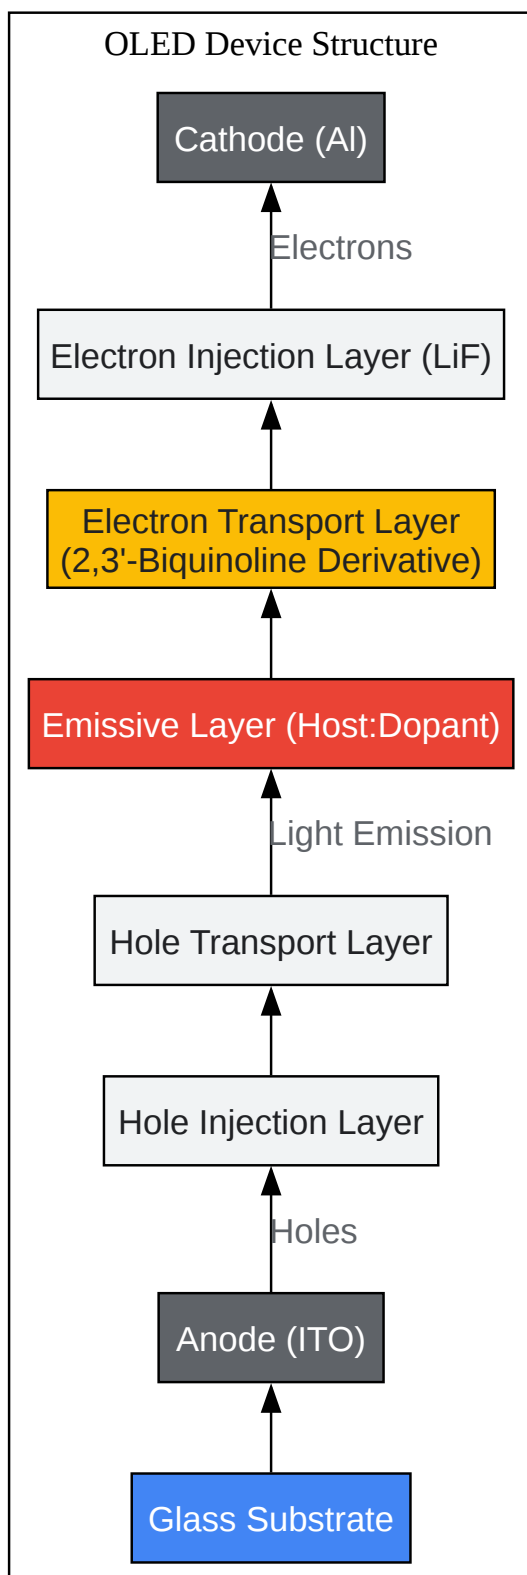 OLED Device Structure
Cathode (Al)
Electrons
Electron Injection Layer (LiF)
Electron Transport Layer
(2,3'-Biquinoline Derivative)
Emissive Layer (Host:Dopant)
Light Emission
Hole Transport Layer
Hole Injection Layer
Holes
Anode (ITO)
Glass Substrate